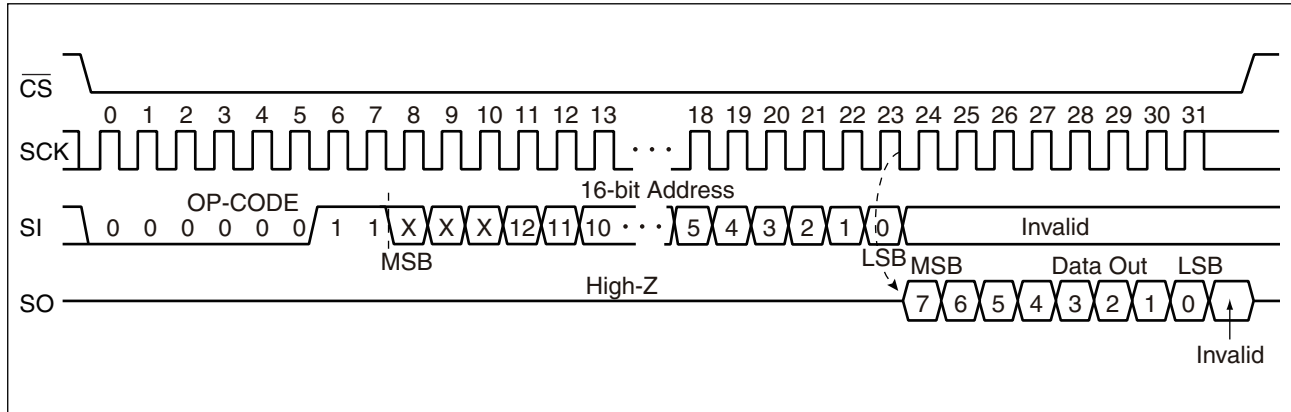 CS
0 1 2 3 4 5 6 7 8 9 10 11 12 13 18 19 20 21 22 23 24 25 26 27 28 29 30 31
SCK · · ·
OP-CODE 16-bit Address
SI 0 0 0 0 0 0 1 1 X X X 12 11 10 · · · 5 4 3 2 1 0 Invalid
MSB LSB MSB Data Out LSB
High-Z
SO 7 6 5 4 3 2 1 0
Invalid